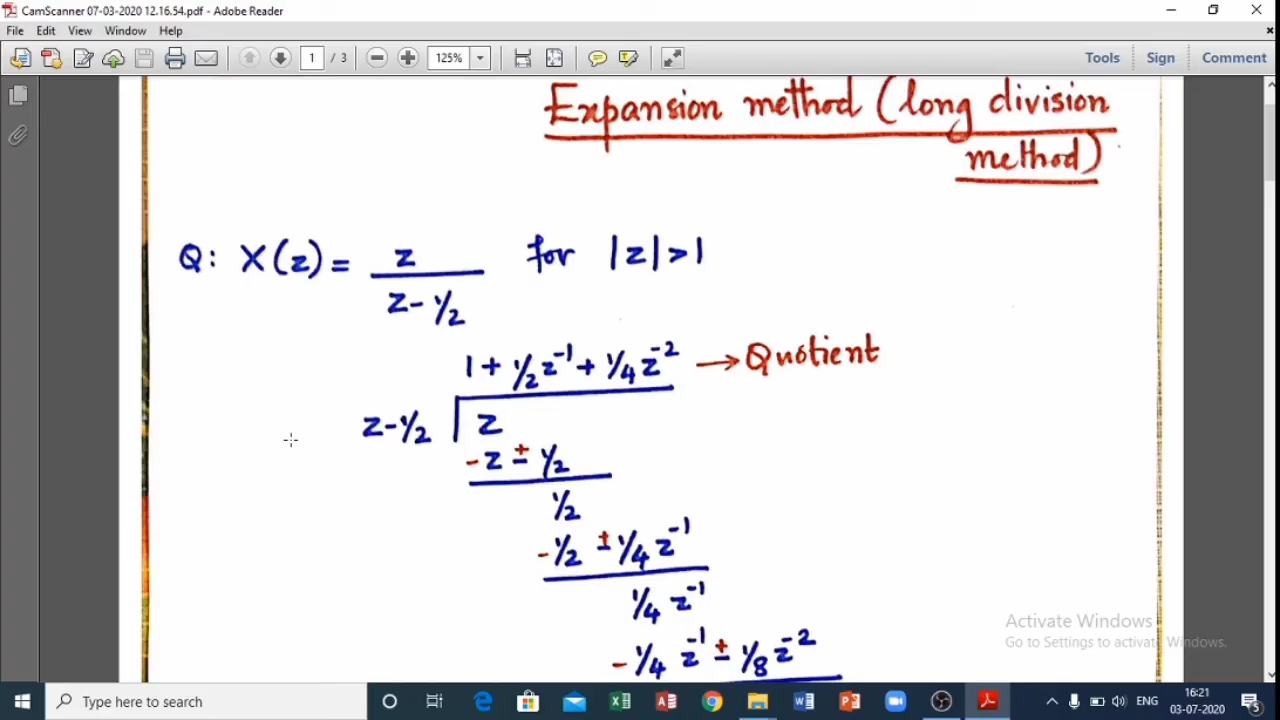 CamScanner 07-03-2020 12.16.54.pdf - Adobe Reader
File Edit View Window Help
1 / 3 125% Tools Sign Comment
Expansion method (long division
method)
Q: X(z) = z / (z - 1/2) for |z| > 1
1 + 1/2 z⁻¹ + 1/4 z⁻² → Quotient
z - 1/2 z
- z ± 1/2
1/2
- 1/2 ± 1/4 z⁻¹
1/4 z⁻¹
- 1/4 z⁻¹ ± 1/8 z⁻²
Activate Windows
Go to Settings to activate Windows.
Type here to search
ENG 16:21
03-07-2020 5